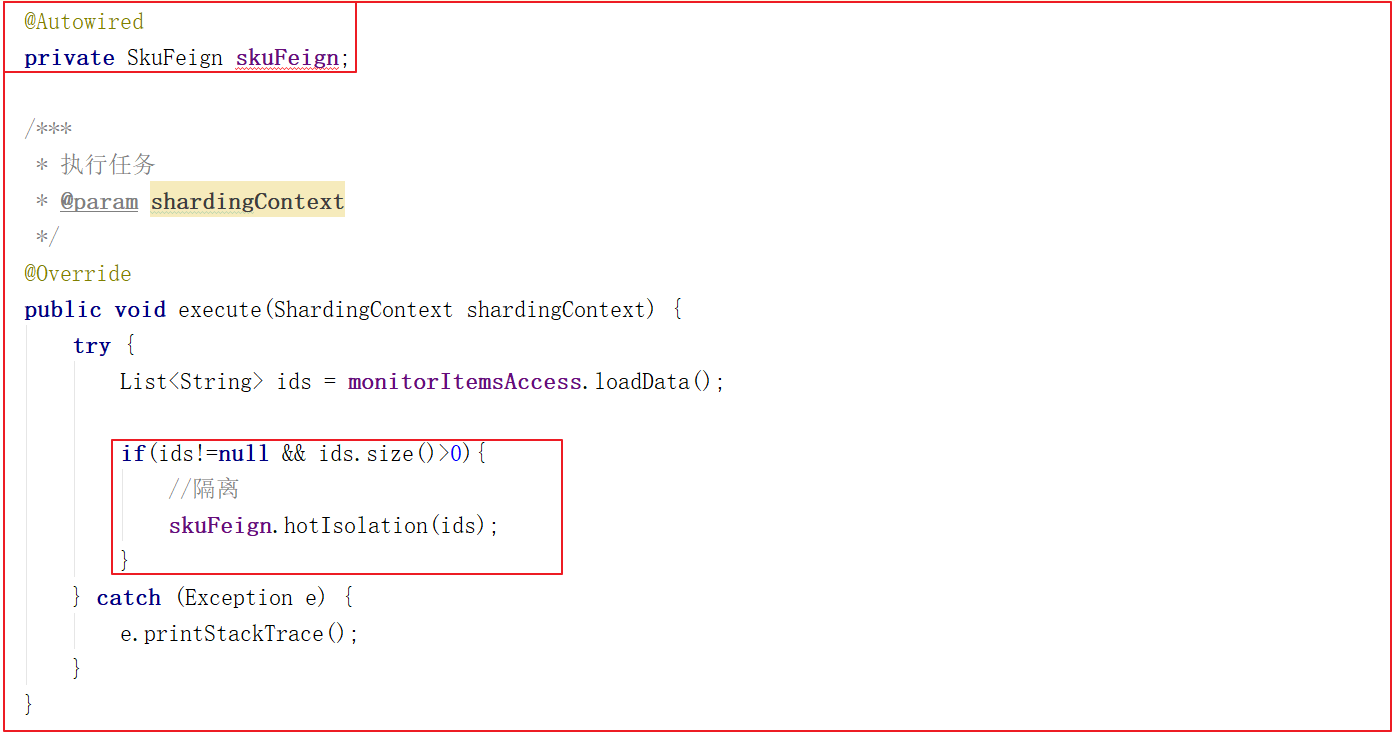 @Autowired
private SkuFeign skuFeign;
/***
* 执行任务
* @param shardingContext
*/
@Override
public void execute(ShardingContext shardingContext) {
try {
List<String> ids = monitorItemsAccess.loadData();
if(ids!=null && ids.size()>0){
//隔离
skuFeign.hotIsolation(ids);
}
} catch (Exception e) {
e.printStackTrace();
}
}